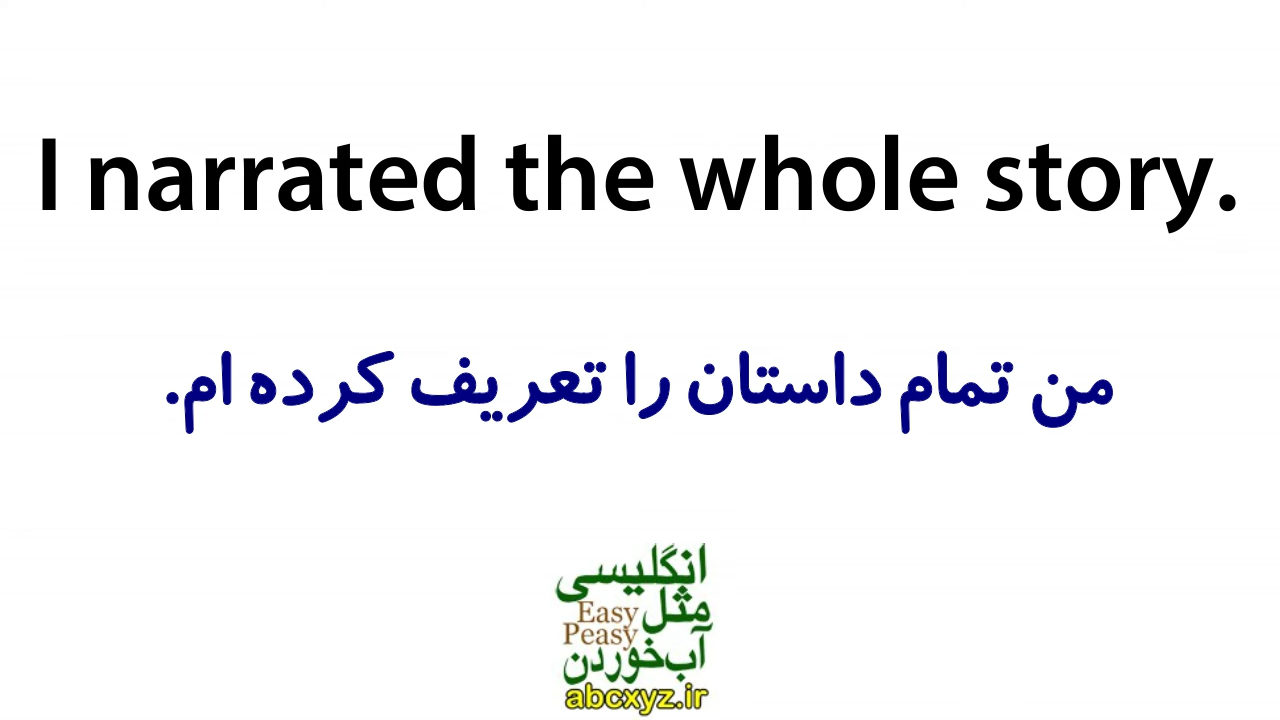 I narrated the whole story.
من تمام داستان را تعریف کرده ام.
انگلیسی
مثل
Easy
Peasy
آب‌خوردن
abcxyz.ir